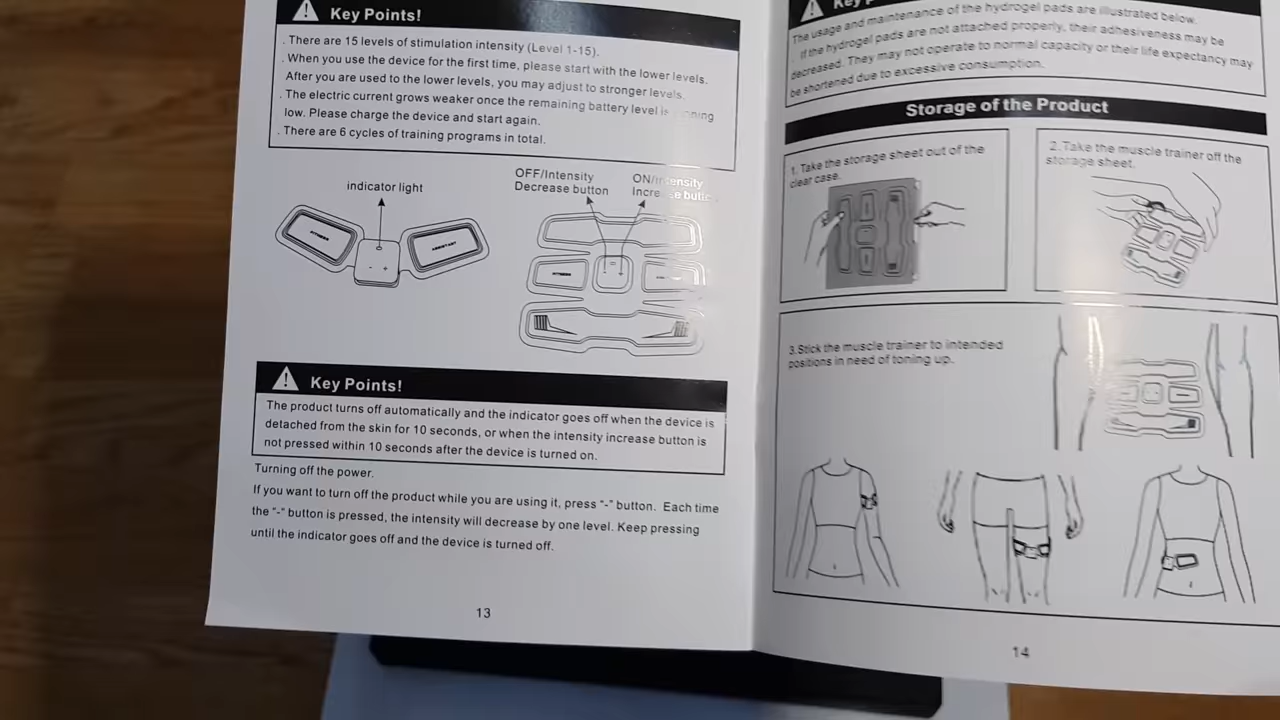 Key Points!
. There are 15 levels of stimulation intensity (Level 1-15).
. When you use the device for the first time, please start with the lower levels.
After you are used to the lower levels, you may adjust to stronger levels.
. The electric current grows weaker once the remaining battery level is
low. Please charge the device and start again.
. There are 6 cycles of training programs in total.
indicator light
OFF/Intensity
Decrease button
ON/Intensity
Increase button
FITNESS
ASSISTANT
- +
FITNESS
- +
Key Points!
The product turns off automatically and the indicator goes off when the device is
detached from the skin for 10 seconds, or when the intensity increase button is
not pressed within 10 seconds after the device is turned on.
Turning off the power.
If you want to turn off the product while you are using it, press "-" button. Each time
the "-" button is pressed, the intensity will decrease by one level. Keep pressing
until the indicator goes off and the device is turned off.
13
Key
The usage and maintenance of the hydrogel pads are illustrated below.
. If the hydrogel pads are not attached properly, their adhesiveness may be
decreased. They may not operate to normal capacity or their life expectancy may
be shortened due to excessive consumption.
Storage of the Product
1. Take the storage sheet out of the
clear case.
2.Take the muscle trainer off the
storage sheet.
3.Stick the muscle trainer to intended
positions in need of toning up.
14